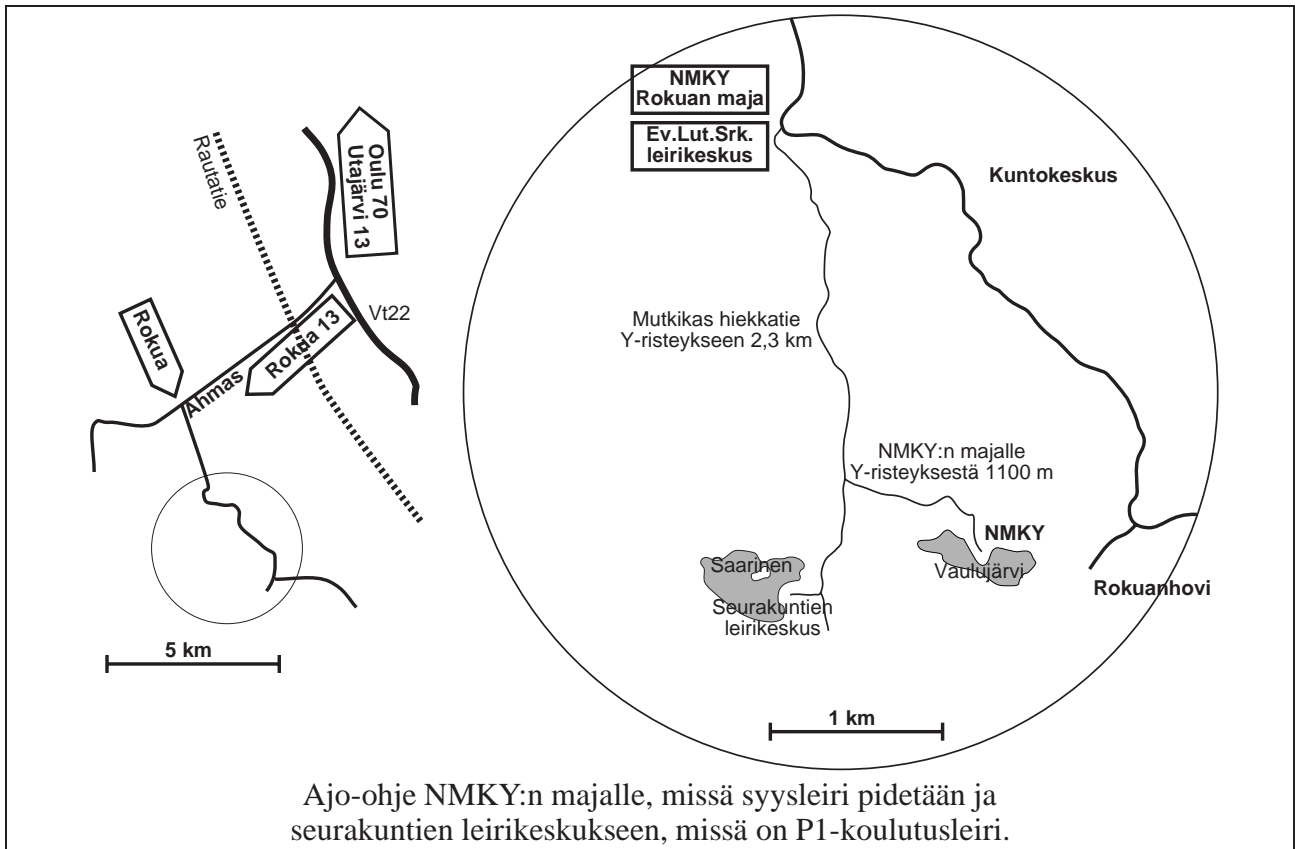 Rautatie
Oulu 70
Utajärvi 13
Vt22
Rokua 13
Rokua
Ahmas
5 km
NMKY
Rokuan maja
Ev.Lut.Srk.
leirikeskus
Kuntokeskus
Mutkikas hiekkatie
Y-risteykseen 2,3 km
NMKY:n majalle
Y-risteyksestä 1100 m
NMKY
Vaulujärvi
Saarinen
Seurakuntien
leirikeskus
Rokuanhovi
1 km
Ajo-ohje NMKY:n majalle, missä syysleiri pidetään ja
seurakuntien leirikeskukseen, missä on P1-koulutusleiri.